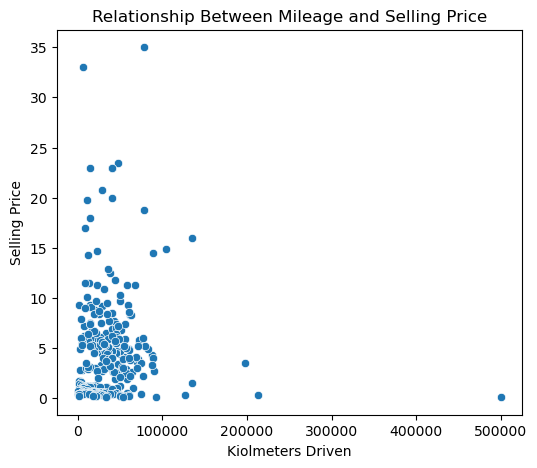 Relationship Between Mileage and Selling Price
35
30
25
20
15
10
5
0
Selling Price
0 100000 200000 300000 400000 500000
Kiolmeters Driven